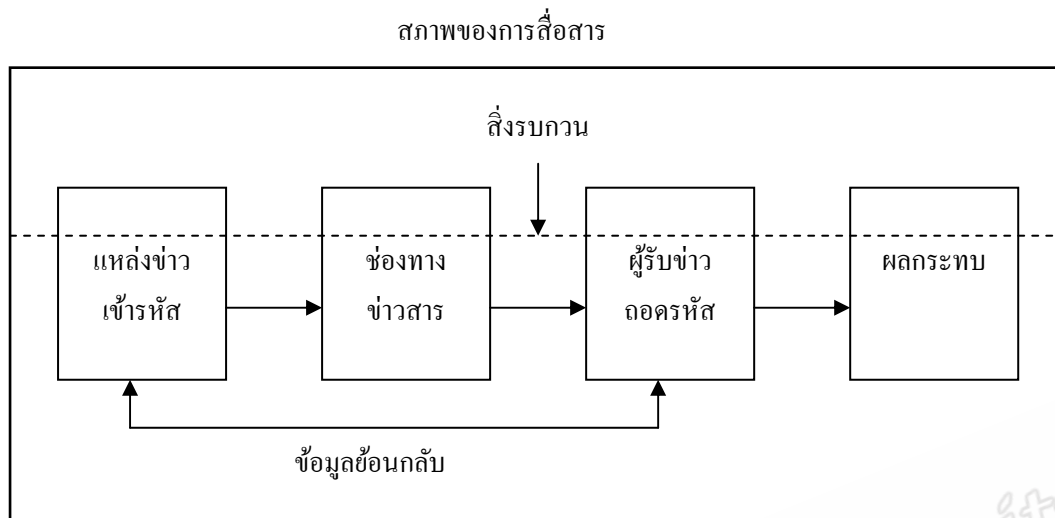 สภาพของการสื่อสาร
สิ่งรบกวน
แหล่งข่าว
เข้ารหัส
ช่องทาง
ข่าวสาร
ผู้รับข่าว
ถอดรหัส
ผลกระทบ
ข้อมูลย้อนกลับ